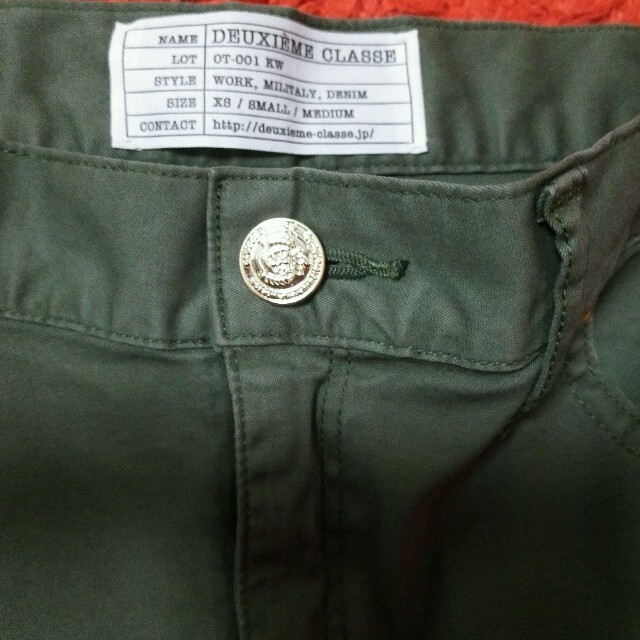 NAME DEUXIÈME CLASSE
LOT OT-001 KW
STYLE WORK, MILITALY, DENIM
SIZE XS / SMALL / MEDIUM
CONTACT http://deuxieme-classe.jp/